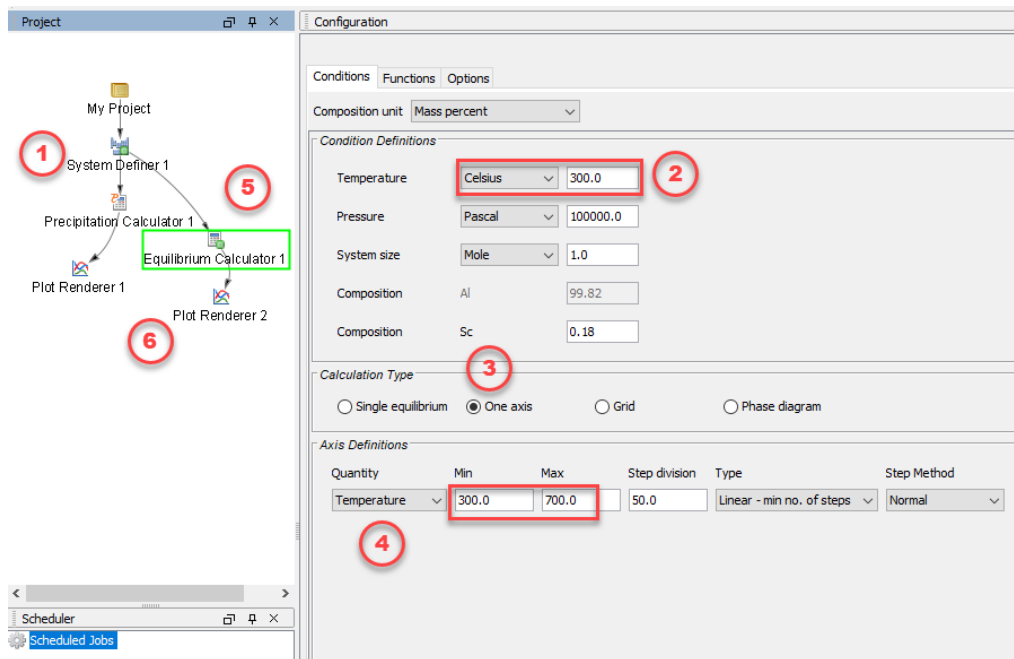 Project
Configuration
My Project
1
System Definer 1
5
Precipitation Calculator 1
Equilibrium Calculator 1
Plot Renderer 1
Plot Renderer 2
6
Scheduler
Scheduled Jobs
Conditions Functions Options
Composition unit Mass percent
Condition Definitions
Temperature Celsius 300.0
2
Pressure Pascal 100000.0
System size Mole 1.0
Composition Al 99.82
Composition Sc 0.18
3
Calculation Type
Single equilibrium One axis Grid Phase diagram
Axis Definitions
Quantity Min Max Step division Type Step Method
Temperature 300.0 700.0 50.0 Linear - min no. of steps Normal
4